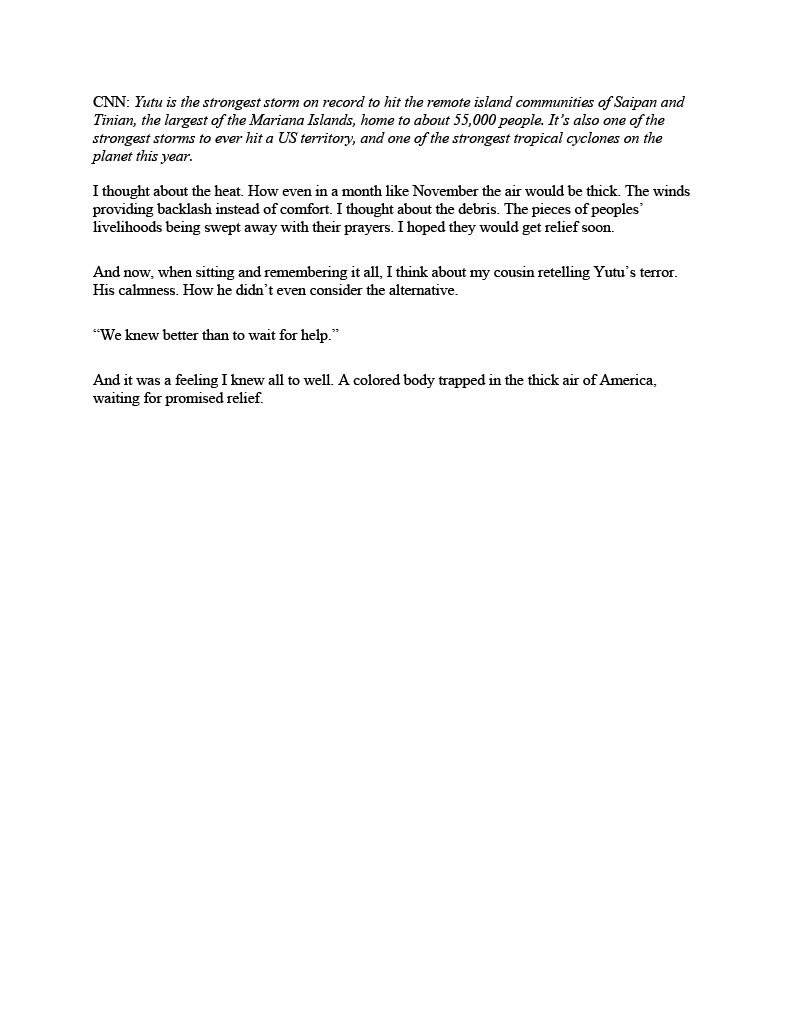 CNN: Yutu is the strongest storm on record to hit the remote island communities of Saipan and
Tinian, the largest of the Mariana Islands, home to about 55,000 people. It’s also one of the
strongest storms to ever hit a US territory, and one of the strongest tropical cyclones on the
planet this year.
I thought about the heat. How even in a month like November the air would be thick. The winds
providing backlash instead of comfort. I thought about the debris. The pieces of peoples’
livelihoods being swept away with their prayers. I hoped they would get relief soon.
And now, when sitting and remembering it all, I think about my cousin retelling Yutu’s terror.
His calmness. How he didn’t even consider the alternative.
“We knew better than to wait for help.”
And it was a feeling I knew all to well. A colored body trapped in the thick air of America,
waiting for promised relief.